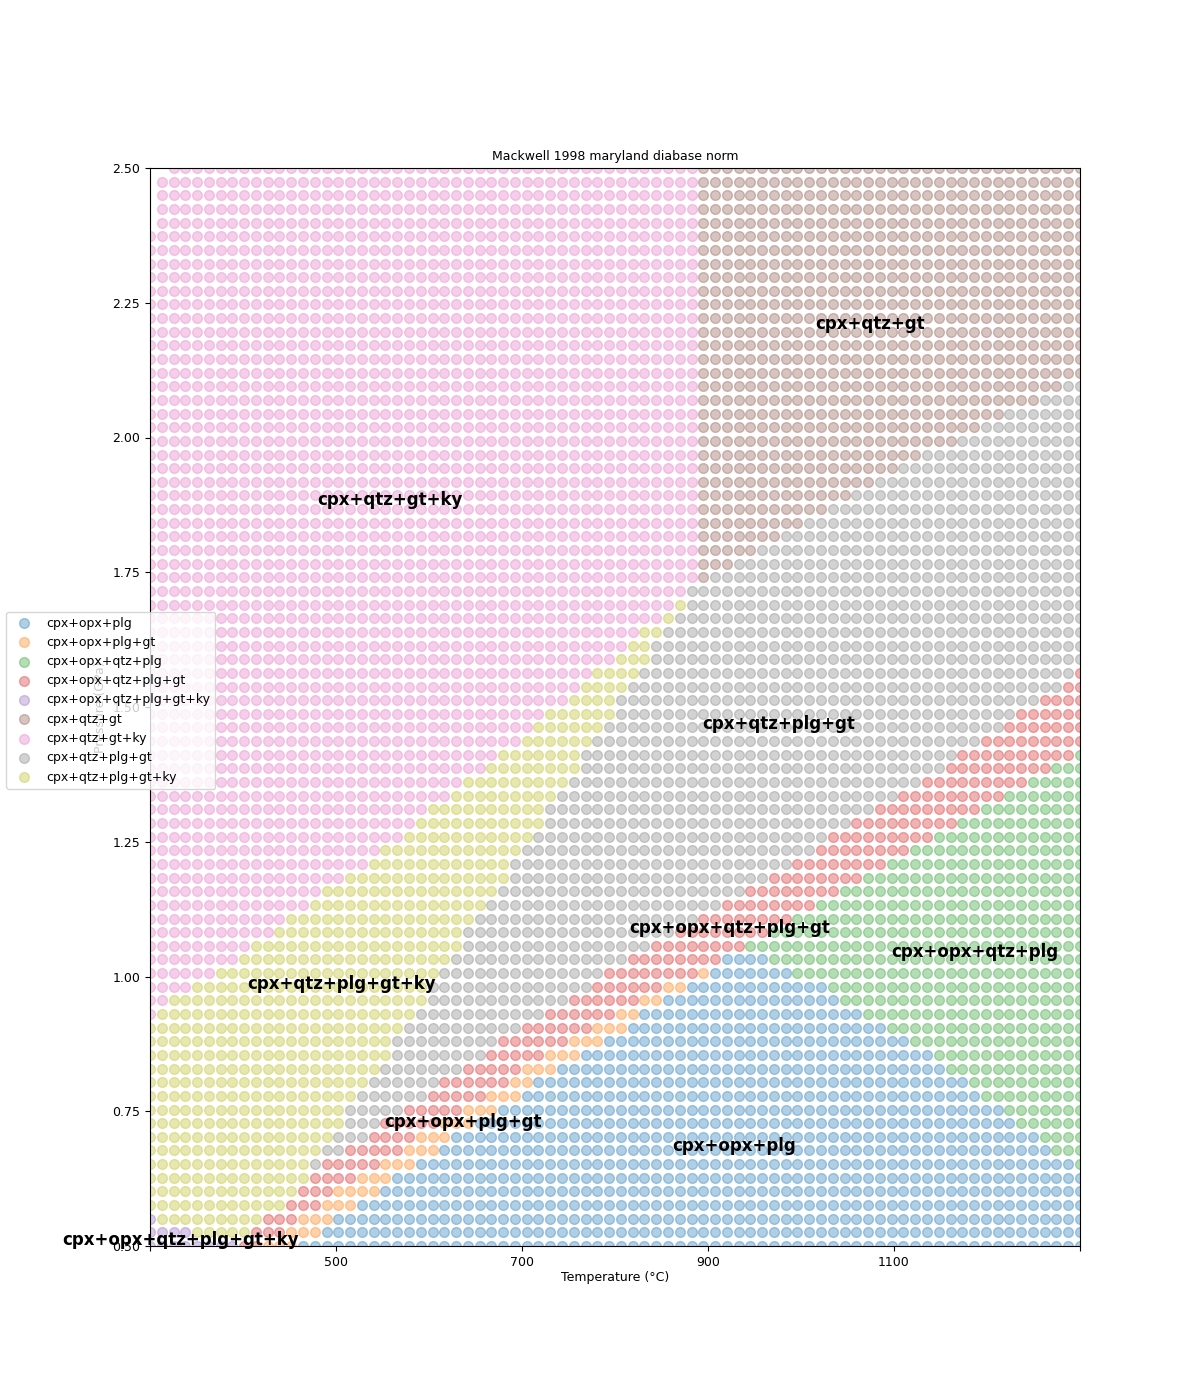 Mackwell 1998 maryland diabase norm
2.50
2.25
cpx+qtz+gt
2.00
cpx+qtz+gt+ky
1.75
cpx+opx+plg
cpx+opx+plg+gt
cpx+opx+qtz+plg
cpx+opx+qtz+plg+gt
cpx+opx+qtz+plg+gt+ky
cpx+qtz+gt
cpx+qtz+gt+ky
cpx+qtz+plg+gt
cpx+qtz+plg+gt+ky
1.50
cpx+qtz+plg+gt
1.25
cpx+opx+qtz+plg+gt
cpx+opx+qtz+plg
1.00
cpx+qtz+plg+gt+ky
0.75
cpx+opx+plg+gt
cpx+opx+plg
cpx+opx+qtz+plg+gt+ky
0.50
500 700 900 1100
Temperature (°C)